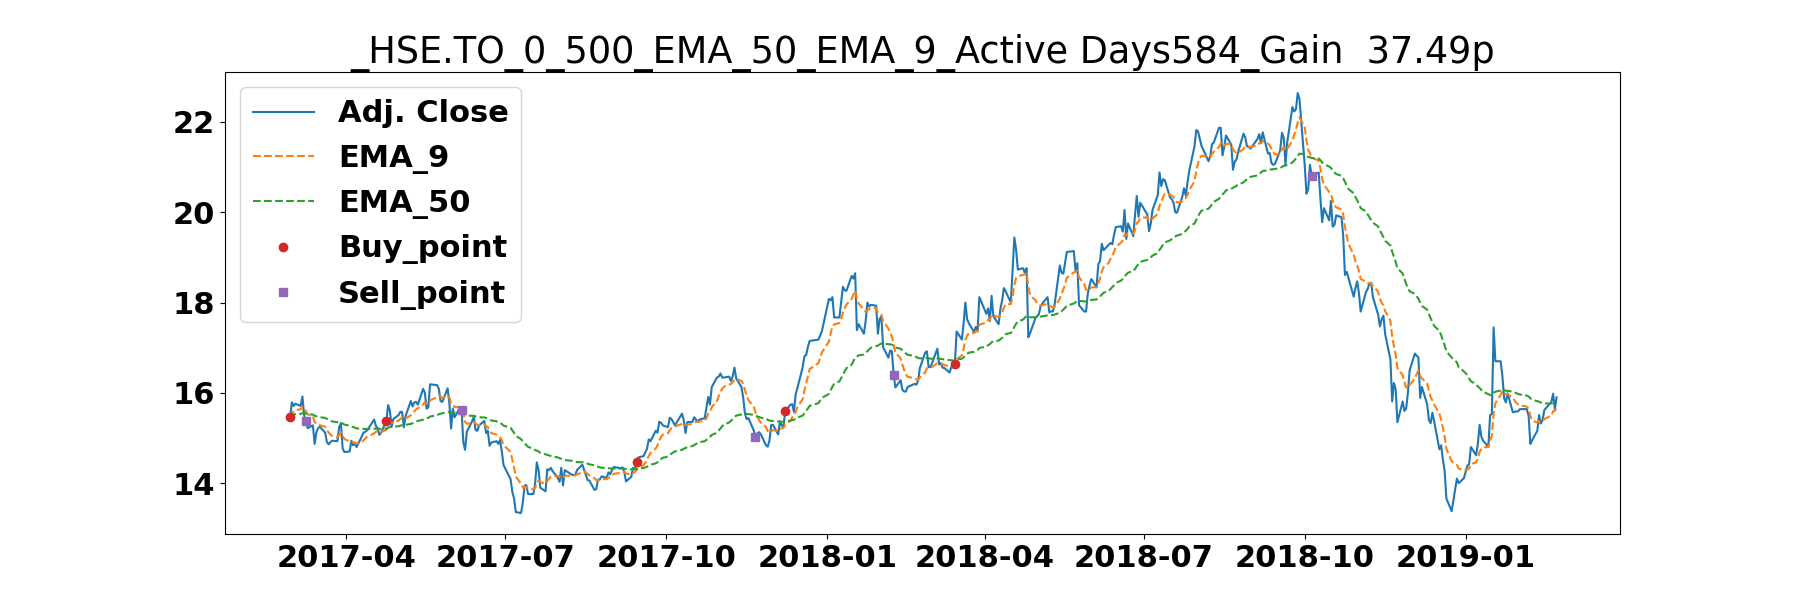 _HSE.TO_0_500_EMA_50_EMA_9_Active Days584_Gain  37.49p
Adj. Close
EMA_9
EMA_50
Buy_point
Sell_point
22
20
18
16
14
2017-04 2017-07 2017-10 2018-01 2018-04 2018-07 2018-10 2019-01